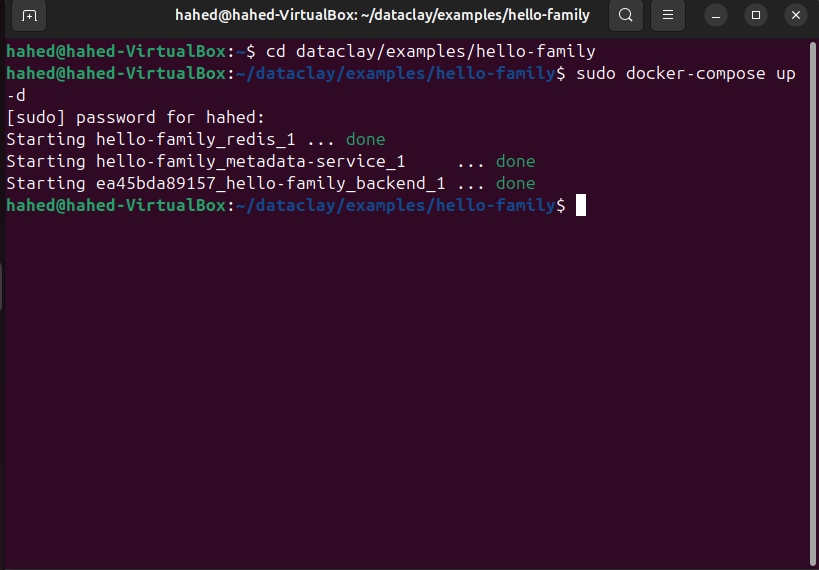 hahed@hahed-VirtualBox: ~/dataclay/examples/hello-family
hahed@hahed-VirtualBox:~$ cd dataclay/examples/hello-family
hahed@hahed-VirtualBox:~/dataclay/examples/hello-family$ sudo docker-compose up
-d
[sudo] password for hahed:
Starting hello-family_redis_1 ... done
Starting hello-family_metadata-service_1     ... done
Starting ea45bda89157_hello-family_backend_1 ... done
hahed@hahed-VirtualBox:~/dataclay/examples/hello-family$